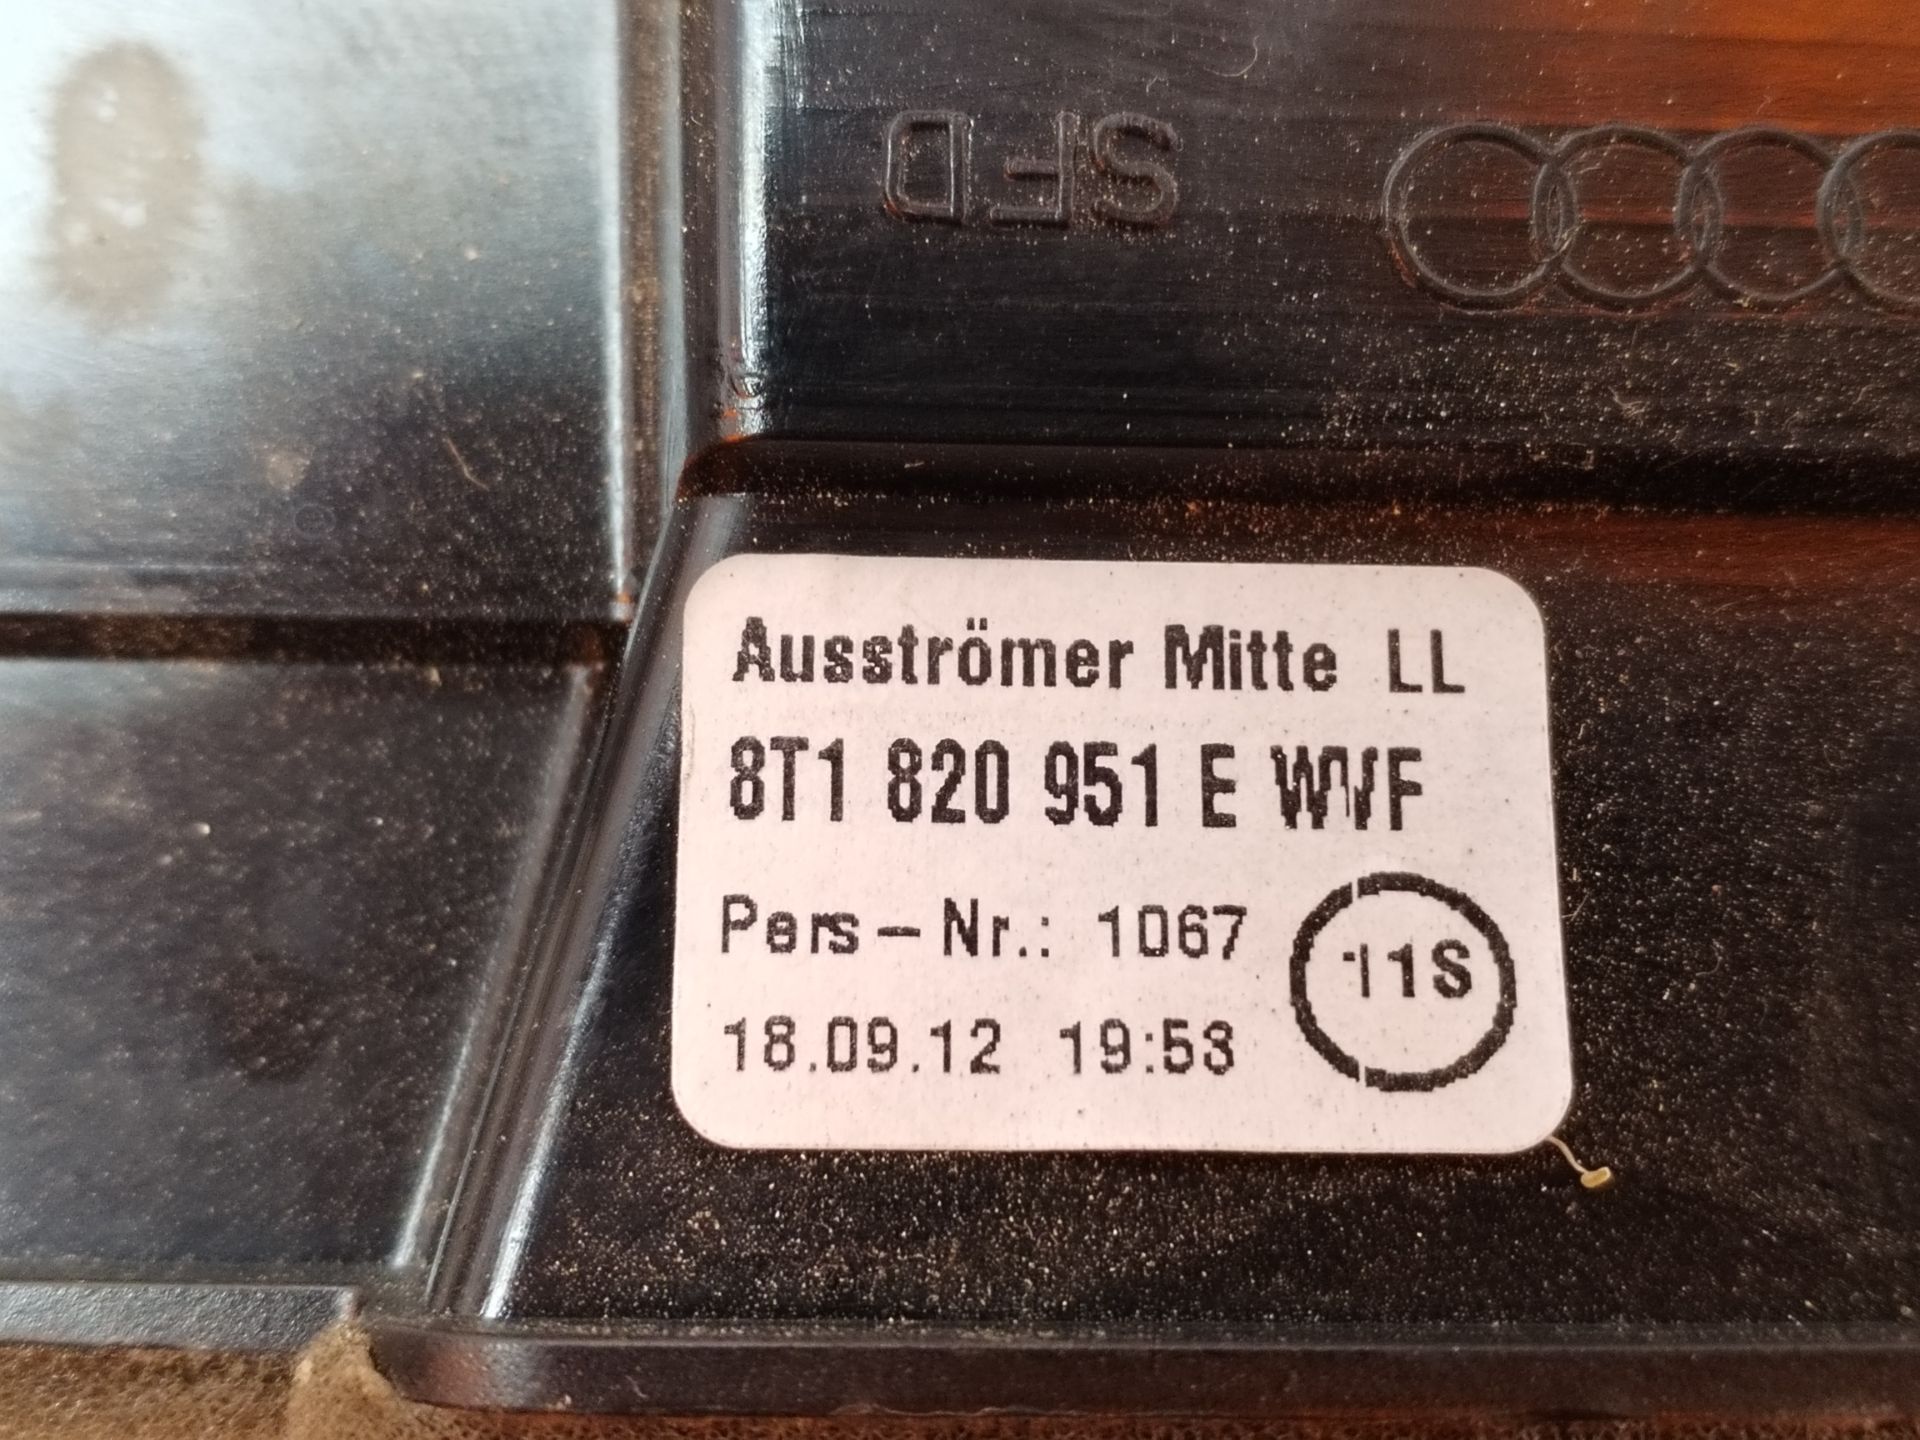 SFD
Ausströmer Mitte LL
8T1 820 951 E WVF
Pers-Nr.: 1067
11S
18.09.12 19:53